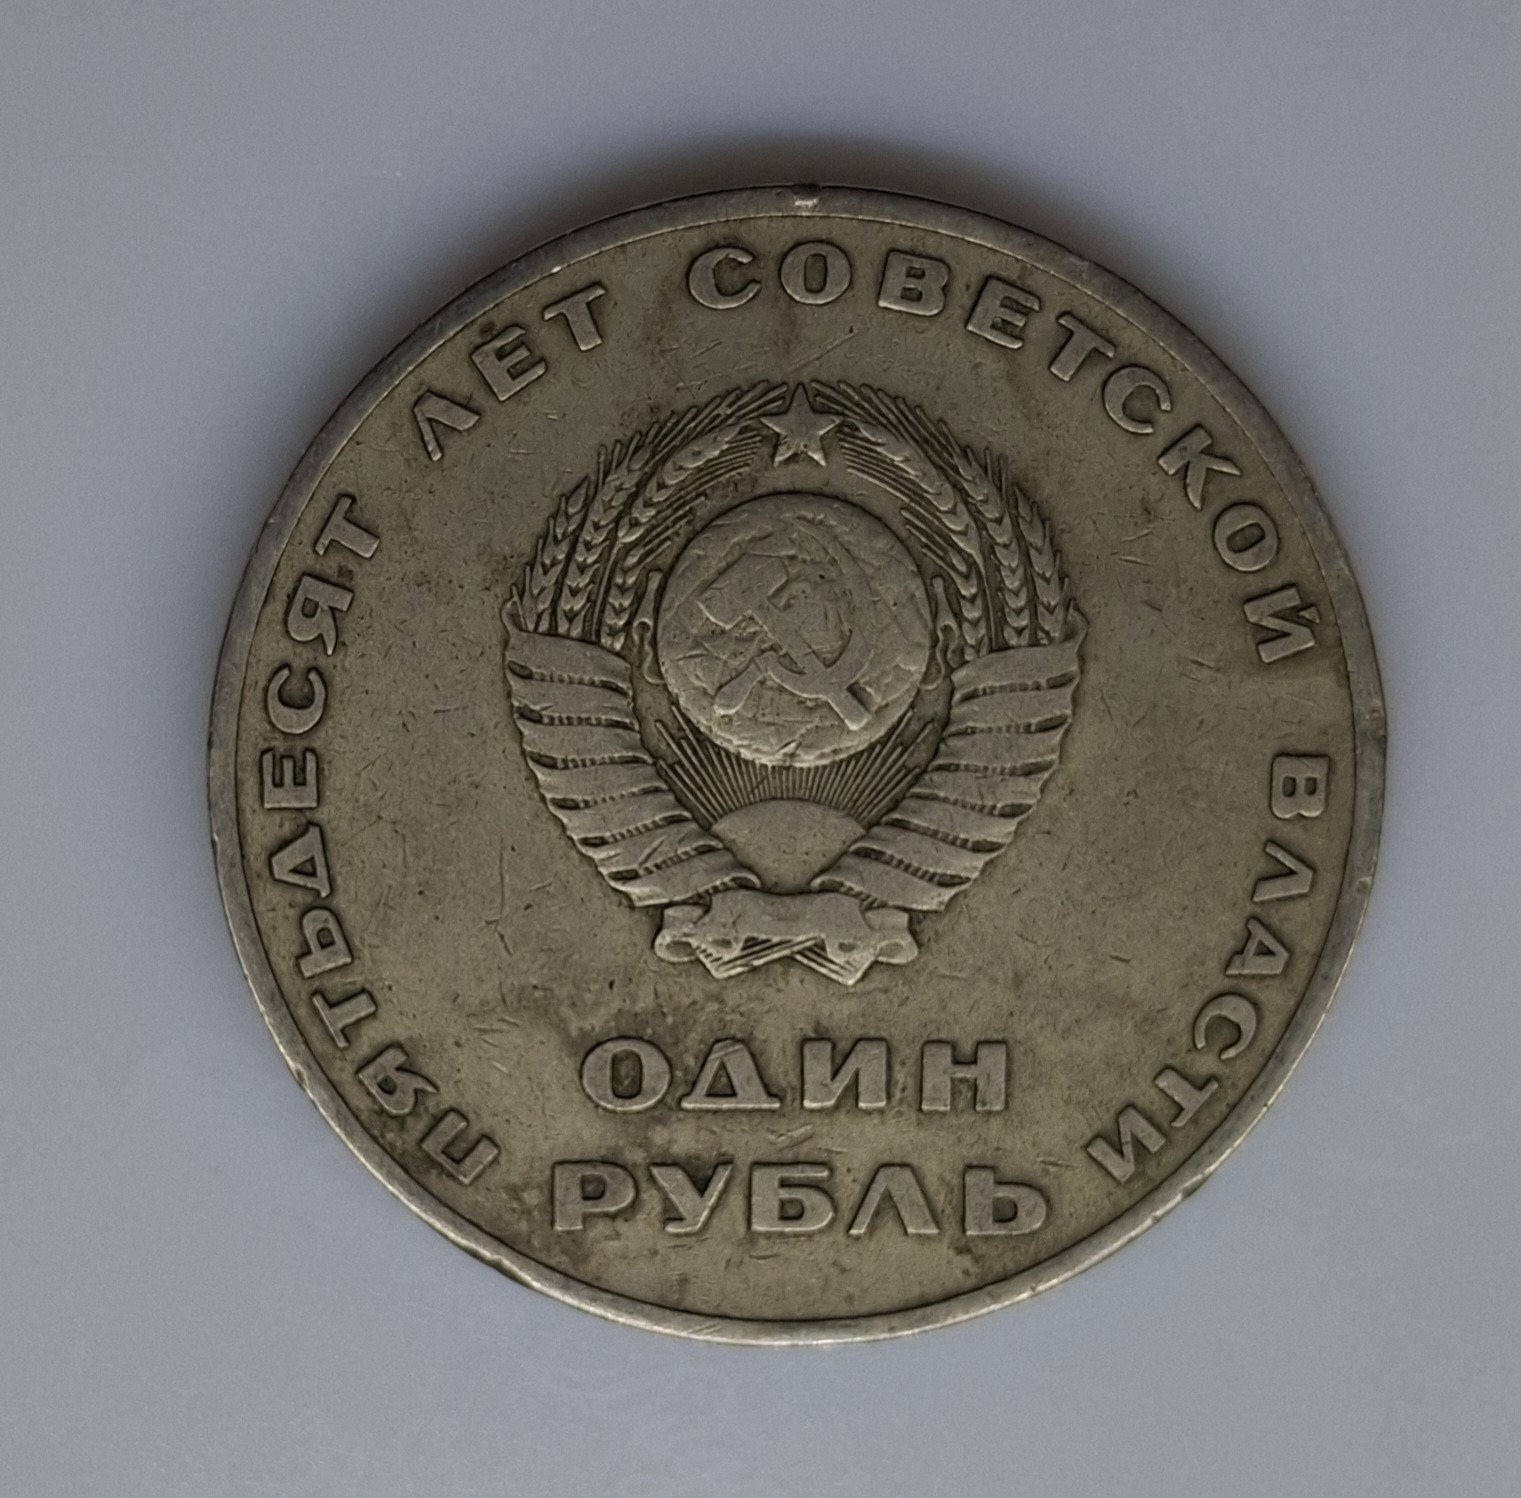 ПЯТЬДЕСЯТ ЛЕТ СОВЕТСКОЙ ВЛАСТИ
ОДИН
РУБЛЬ